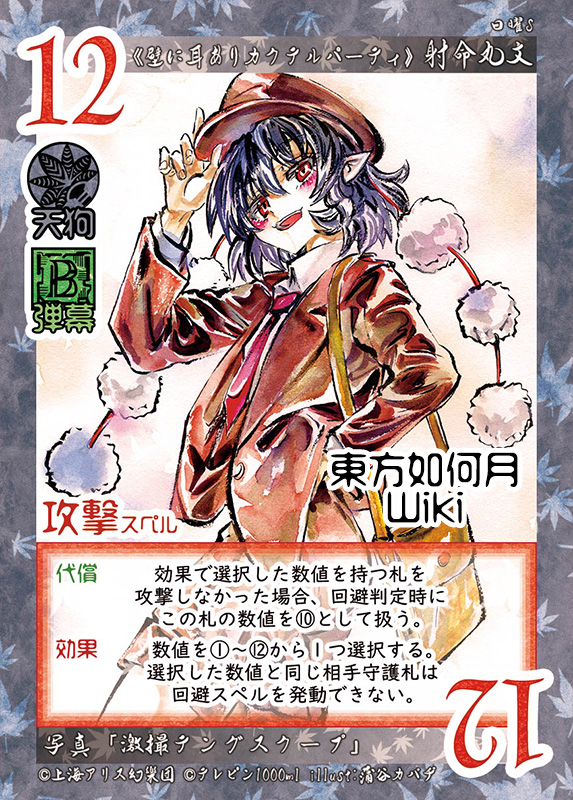 日曜S
12
《壁に耳ありカクテルパーティ》 射命丸文
天狗
B
弾幕
東方如何月
Wiki
攻撃スペル
代償
効果で選択した数値を持つ札を
攻撃しなかった場合、回避判定時に
この札の数値を⑩として扱う。
効果
数値を①～⑫から1つ選択する。
選択した数値と同じ相手守護札は
回避スペルを発動できない。
12
写真 「激撮テングスクープ」
©上海アリス幻樂団 ©テレピン1000ml illust:蒲谷カバヂ